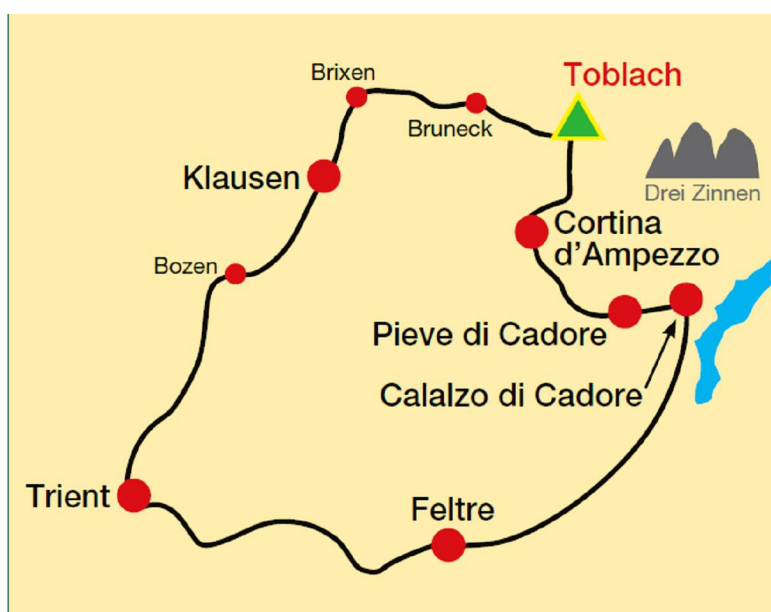 Brixen
Toblach
Bruneck
Klausen
Drei Zinnen
Cortina
d'Ampezzo
Bozen
Pieve di Cadore
Calalzo di Cadore
Trient
Feltre